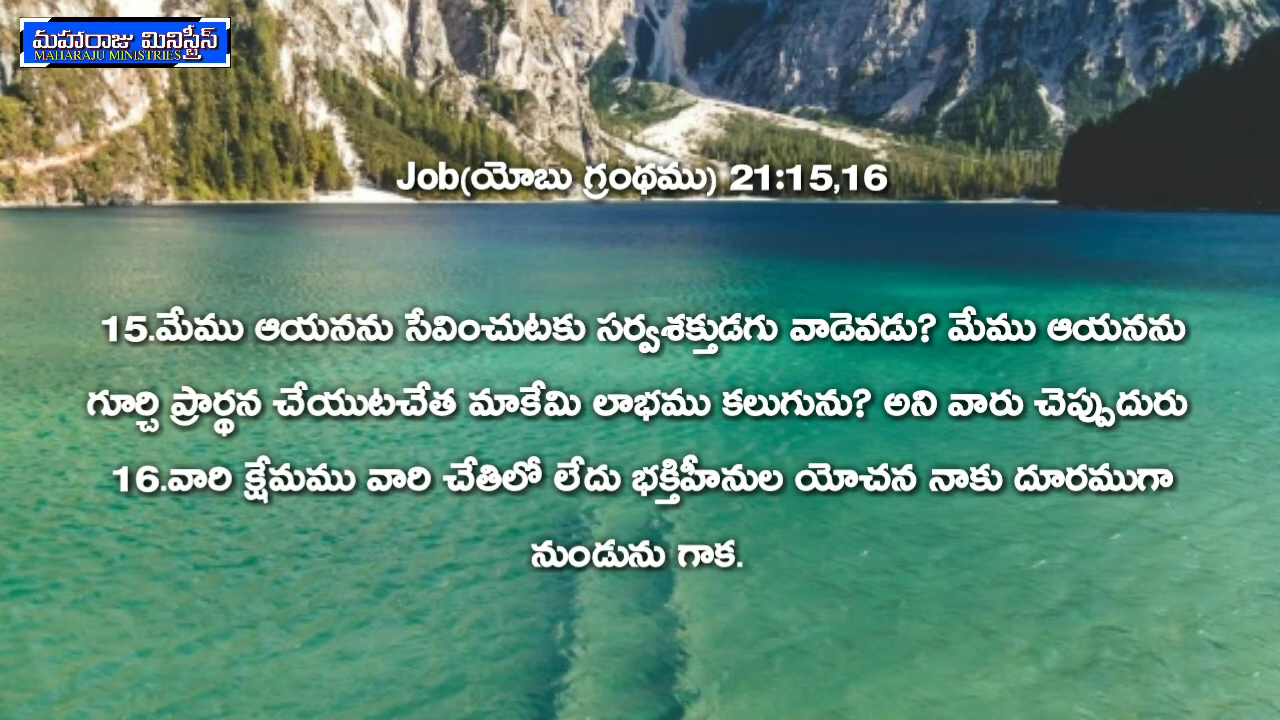 మహారాజు మినిస్ట్రీస్
MAHARAJU MINISTRIES
Job(యోబు గ్రంథము) 21:15,16
15.మేము ఆయనను సేవించుటకు సర్వశక్తుడగు వాడెవడు? మేము ఆయనను
గూర్చి ప్రార్థన చేయుటచేత మాకేమి లాభము కలుగును? అని వారు చెప్పుదురు
16.వారి క్షేమము వారి చేతిలో లేదు భక్తిహీనుల యోచన నాకు దూరముగా
నుండును గాక.